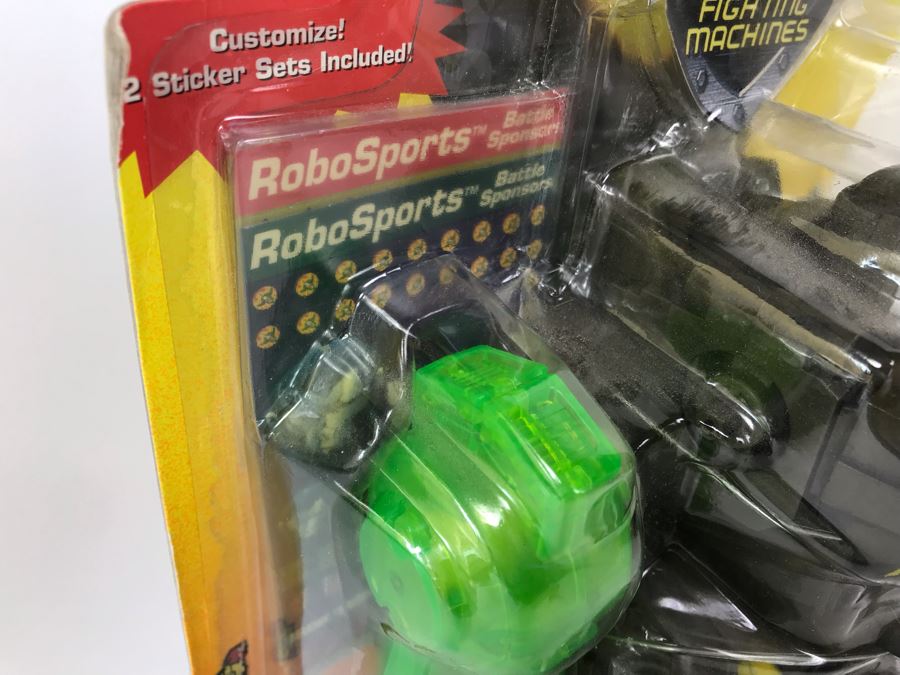 FIGHTING
MACHINES
Customize!
2 Sticker Sets Included!
RoboSports™ Battle
Sponsors
RoboSports™ Battle
Sponsors